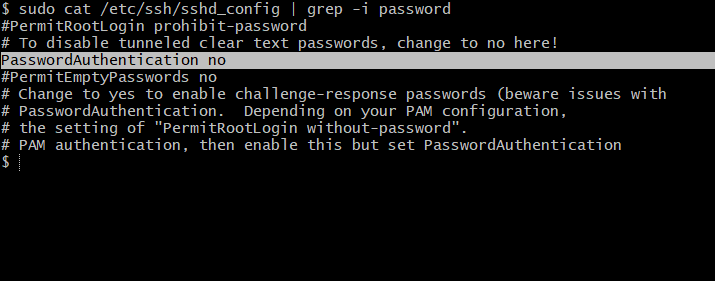 $ sudo cat /etc/ssh/sshd_config | grep -i password
#PermitRootLogin prohibit-password
# To disable tunneled clear text passwords, change to no here!
PasswordAuthentication no
#PermitEmptyPasswords no
# Change to yes to enable challenge-response passwords (beware issues with
# PasswordAuthentication.  Depending on your PAM configuration,
# the setting of "PermitRootLogin without-password".
# PAM authentication, then enable this but set PasswordAuthentication
$